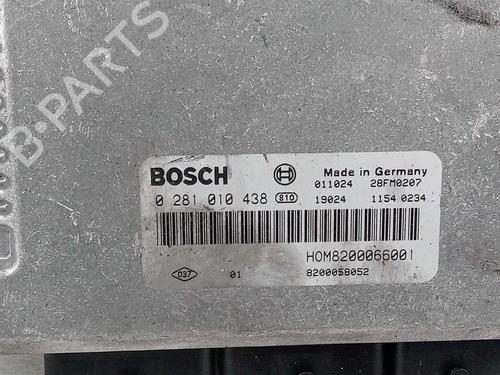 B-PARTS
BOSCH Made in Germany
011024 28FM0207
0 281 010 438 810 19024 1154 0234
HOM8200066001
037 01 8200058052